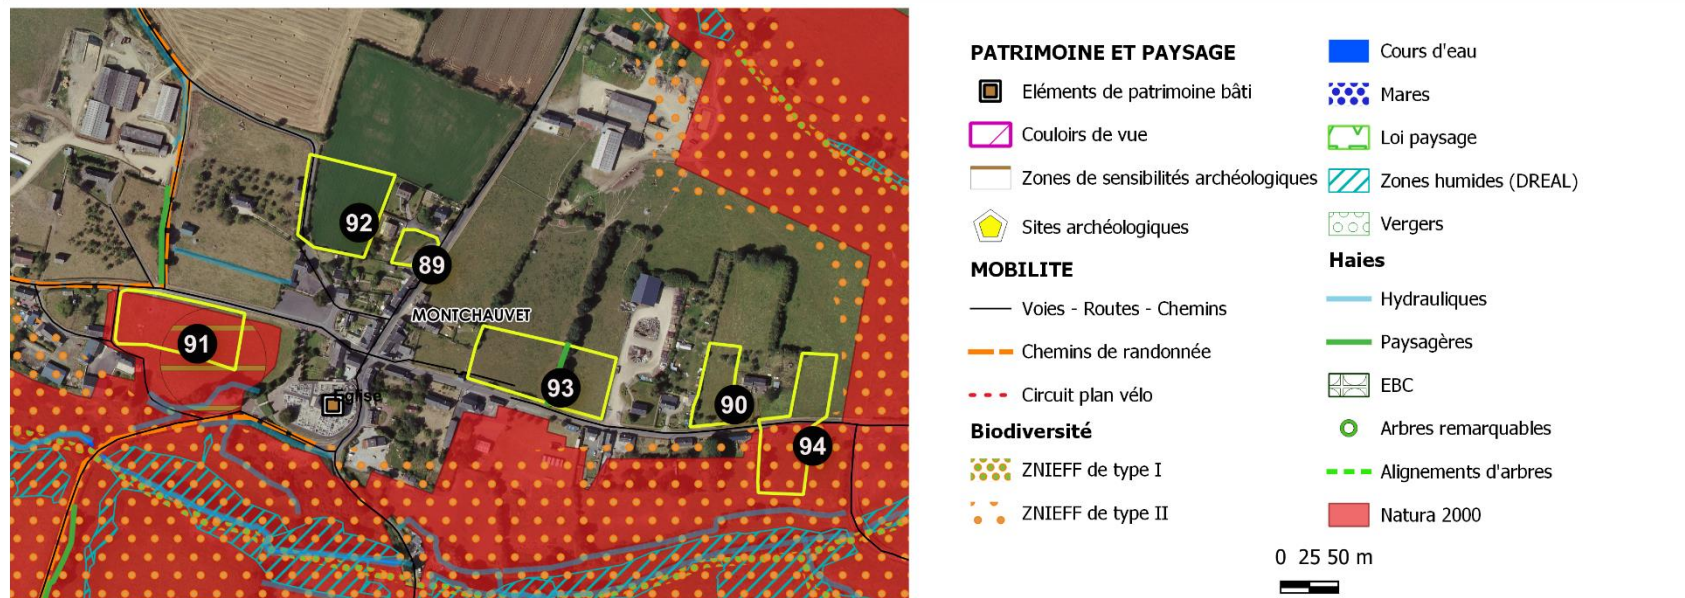 92
89
MONTCHAUVET
91
93
Eglise
90
94
PATRIMOINE ET PAYSAGE
Eléments de patrimoine bâti
Couloirs de vue
Zones de sensibilités archéologiques
Sites archéologiques
MOBILITE
Voies - Routes - Chemins
Chemins de randonnée
Circuit plan vélo
Biodiversité
ZNIEFF de type I
ZNIEFF de type II
Cours d'eau
Mares
Loi paysage
Zones humides (DREAL)
Vergers
Haies
Hydrauliques
Paysagères
EBC
Arbres remarquables
Alignements d'arbres
Natura 2000
0 25 50 m